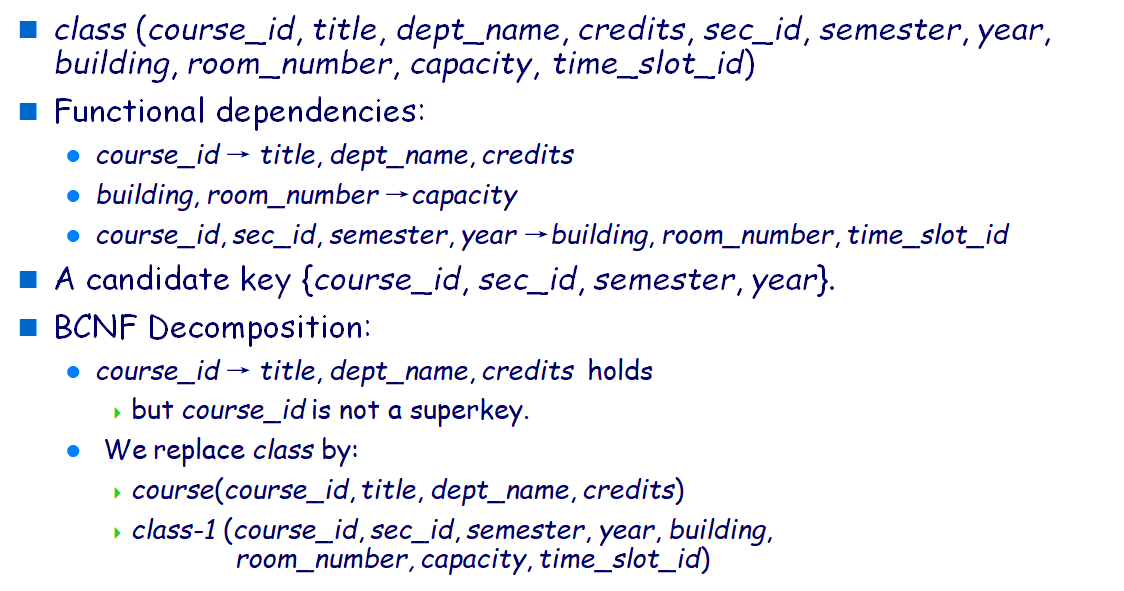 class (course_id, title, dept_name, credits, sec_id, semester, year,
building, room_number, capacity, time_slot_id)
Functional dependencies:
course_id → title, dept_name, credits
building, room_number →capacity
course_id, sec_id, semester, year →building, room_number, time_slot_id
A candidate key {course_id, sec_id, semester, year}.
BCNF Decomposition:
course_id → title, dept_name, credits holds
but course_id is not a superkey.
We replace class by:
course(course_id, title, dept_name, credits)
class-1 (course_id, sec_id, semester, year, building,
room_number, capacity, time_slot_id)